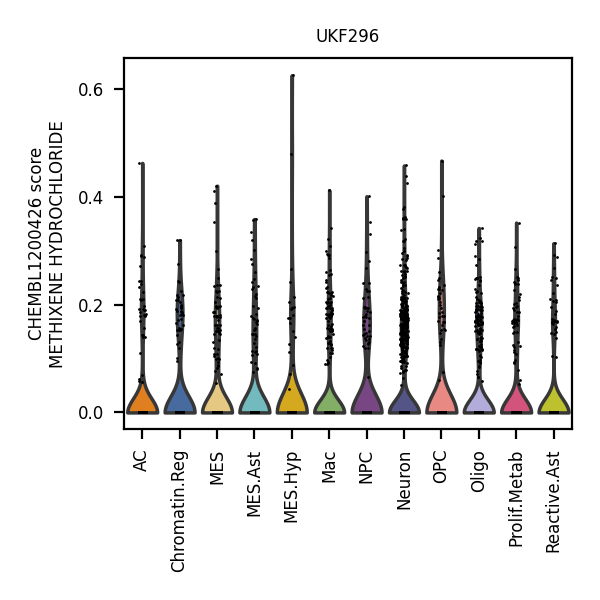 UKF296
CHEMBL1200426 score
METHIXENE HYDROCHLORIDE
0.6
0.4
0.2
0.0
AC
Chromatin.Reg
MES
MES.Ast
MES.Hyp
Mac
NPC
Neuron
OPC
Oligo
Prolif.Metab
Reactive.Ast